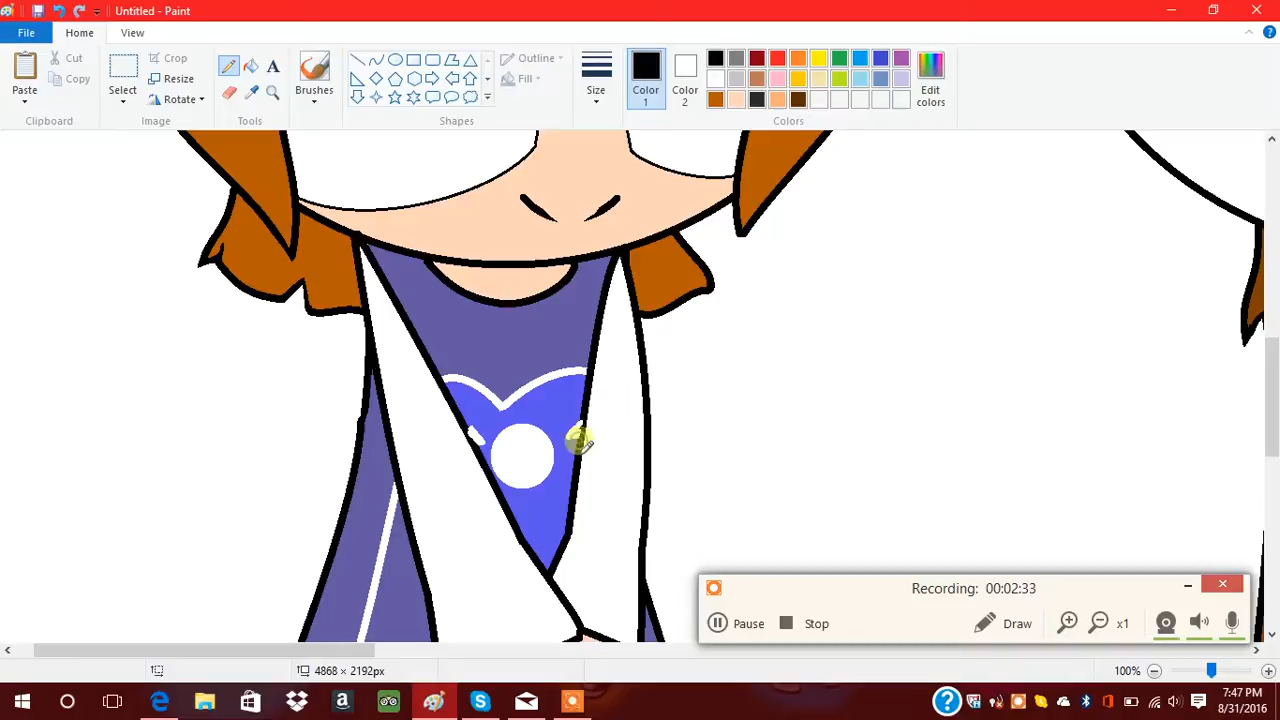 Untitled - Paint
File Home View
Paste
Cut
Copy
Clipboard
Select
Crop
Resize
Rotate
Image
A
Tools
Brushes
Outline
Fill
Shapes
Size
Color 1
Color 2
Edit colors
Colors
Recording: 00:02:33
Pause
Stop
Draw
x1
4868 × 2192px
100%
7:47 PM
8/31/2016